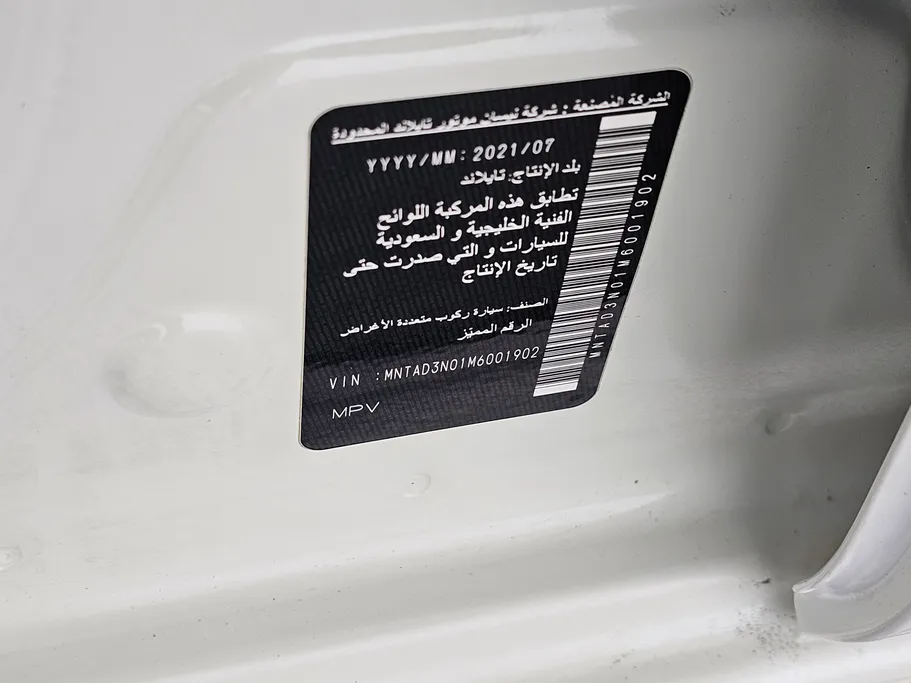 الشركة المصنعة : شركة نيسان موتور تايلاند المحدودة
YYYY/MM: 2021/07
بلد الإنتاج: تايلاند
تطابق هذه المركبة اللوائح
الفنية الخليجية و السعودية
للسيارات و التي صدرت حتى
تاريخ الإنتاج
الصنف: سيارة ركوب متعددة الأغراض
الرقم المميّز
VIN :MNTAD3N01M6001902
MPV
MNTAD3N01M6001902